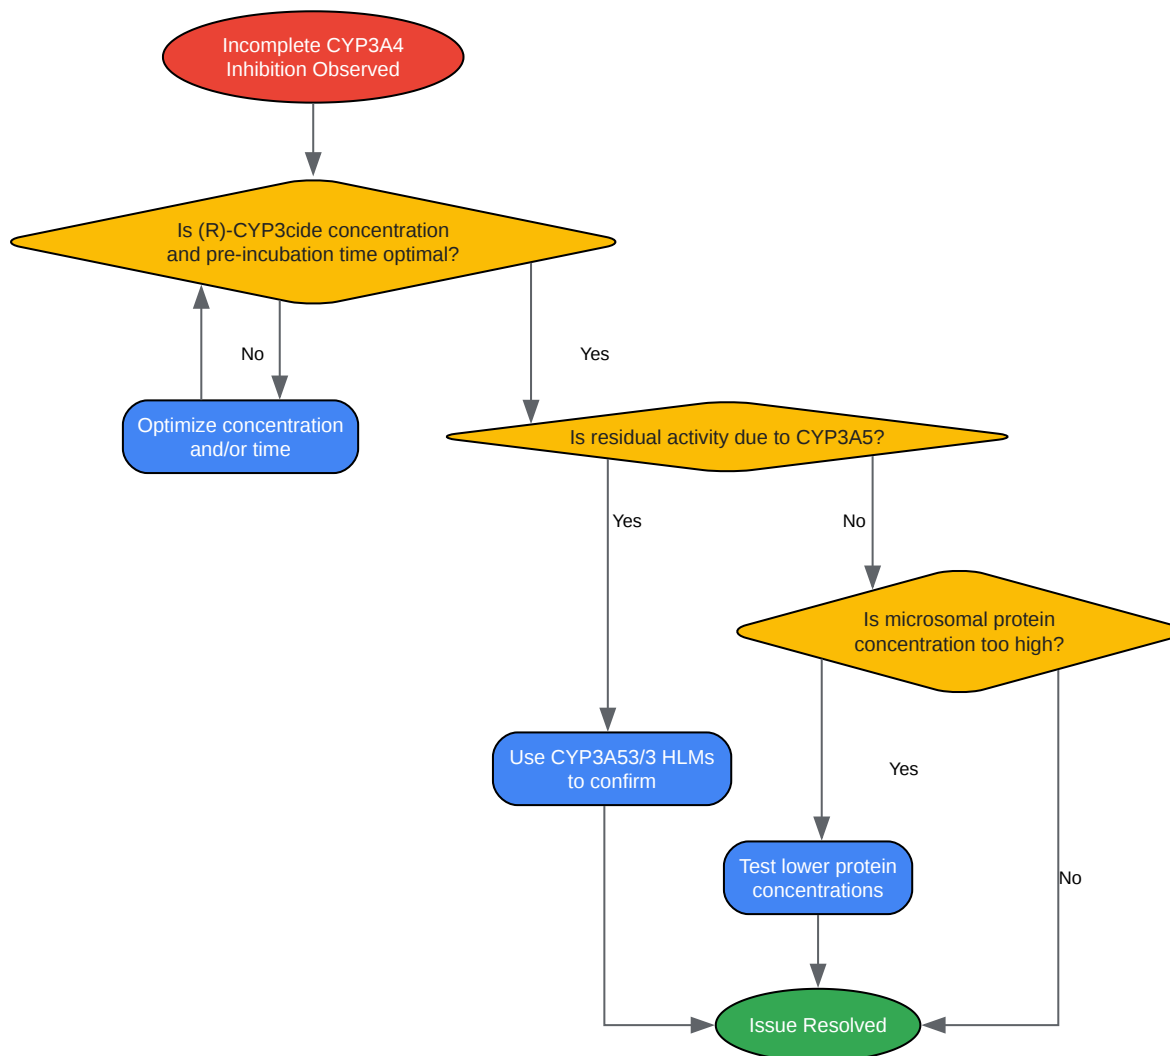 Incomplete CYP3A4
Inhibition Observed
Is (R)-CYP3cide concentration
and pre-incubation time optimal?
No
Yes
Optimize concentration
and/or time
Is residual activity due to CYP3A5?
Yes
No
Is microsomal protein
concentration too high?
Use CYP3A53/3 HLMs
to confirm
Yes
Test lower protein
concentrations
No
Issue Resolved